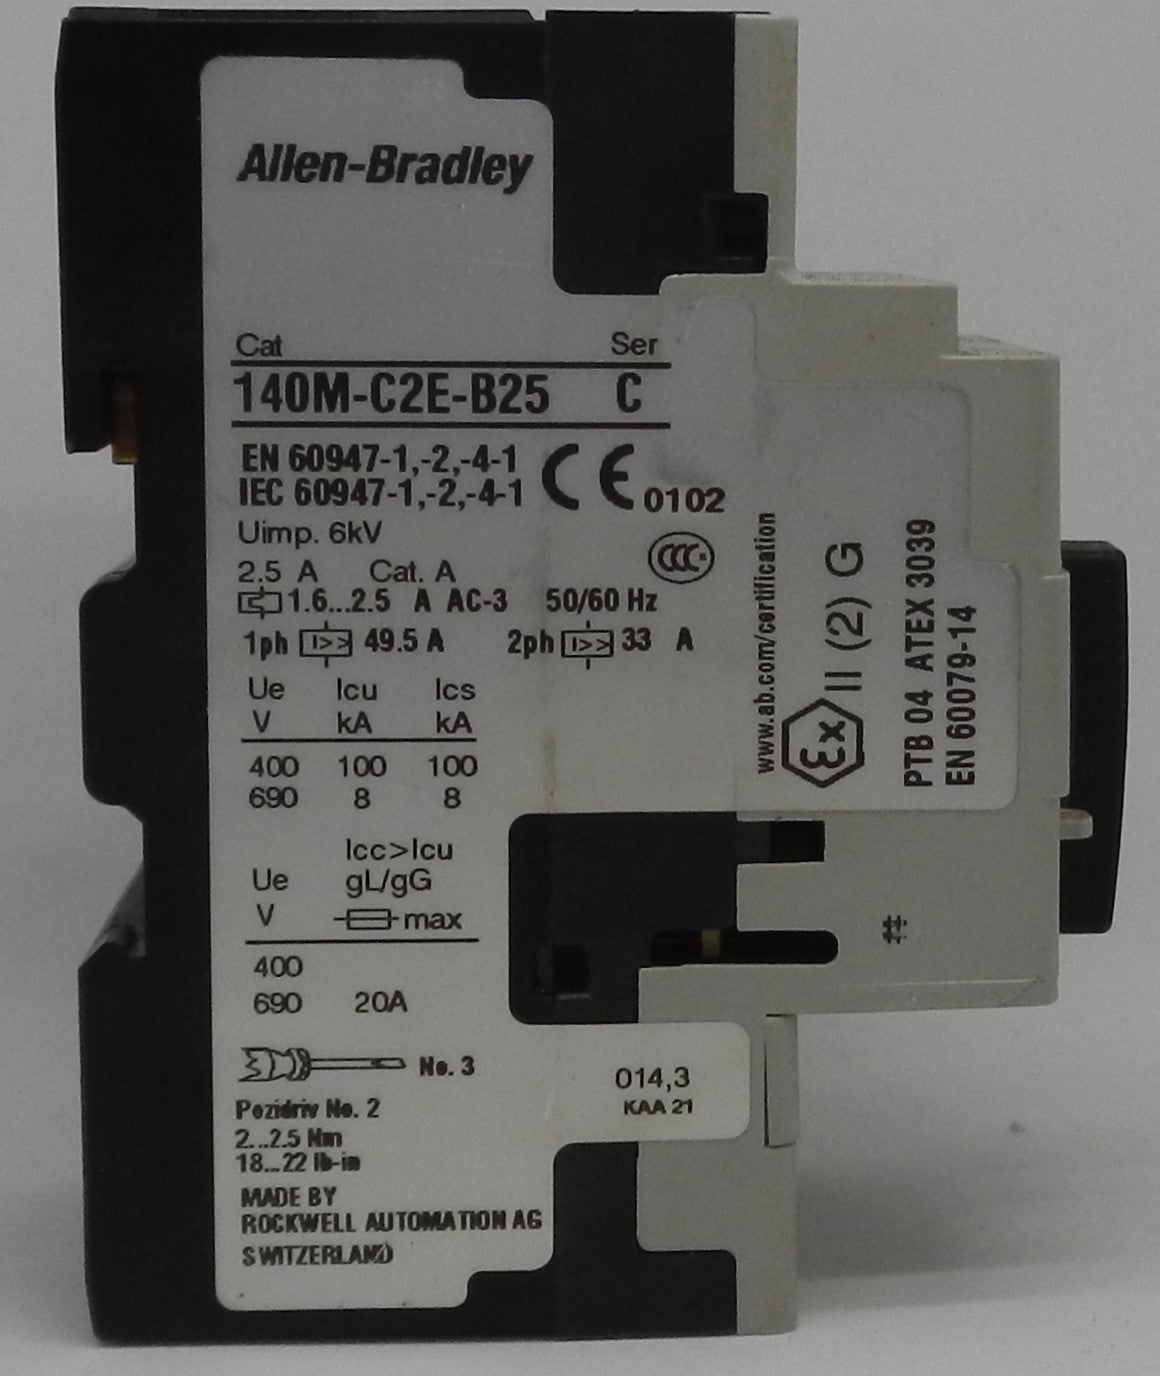 Allen-Bradley
Cat Ser
140M-C2E-B25 C
EN 60947-1,-2,-4-1
IEC 60947-1,-2,-4-1
CE 0102
Uimp. 6kV
CCC
2.5 A Cat. A
1.6...2.5 A AC-3 50/60 Hz
1ph I>> 49.5 A 2ph I>> 33 A
Ue Icu Ics
V kA kA
400 100 100
690 8 8
Icc>Icu
Ue gL/gG
V max
400
690 20A
No. 3
Pozidriv No. 2
2...2.5 Nm
18...22 lb-in
MADE BY
ROCKWELL AUTOMATION AG
SWITZERLAND
014,3
KAA 21
www.ab.com/certification
Ex II (2) G
PTB 04 ATEX 3039
EN 60079-14
#